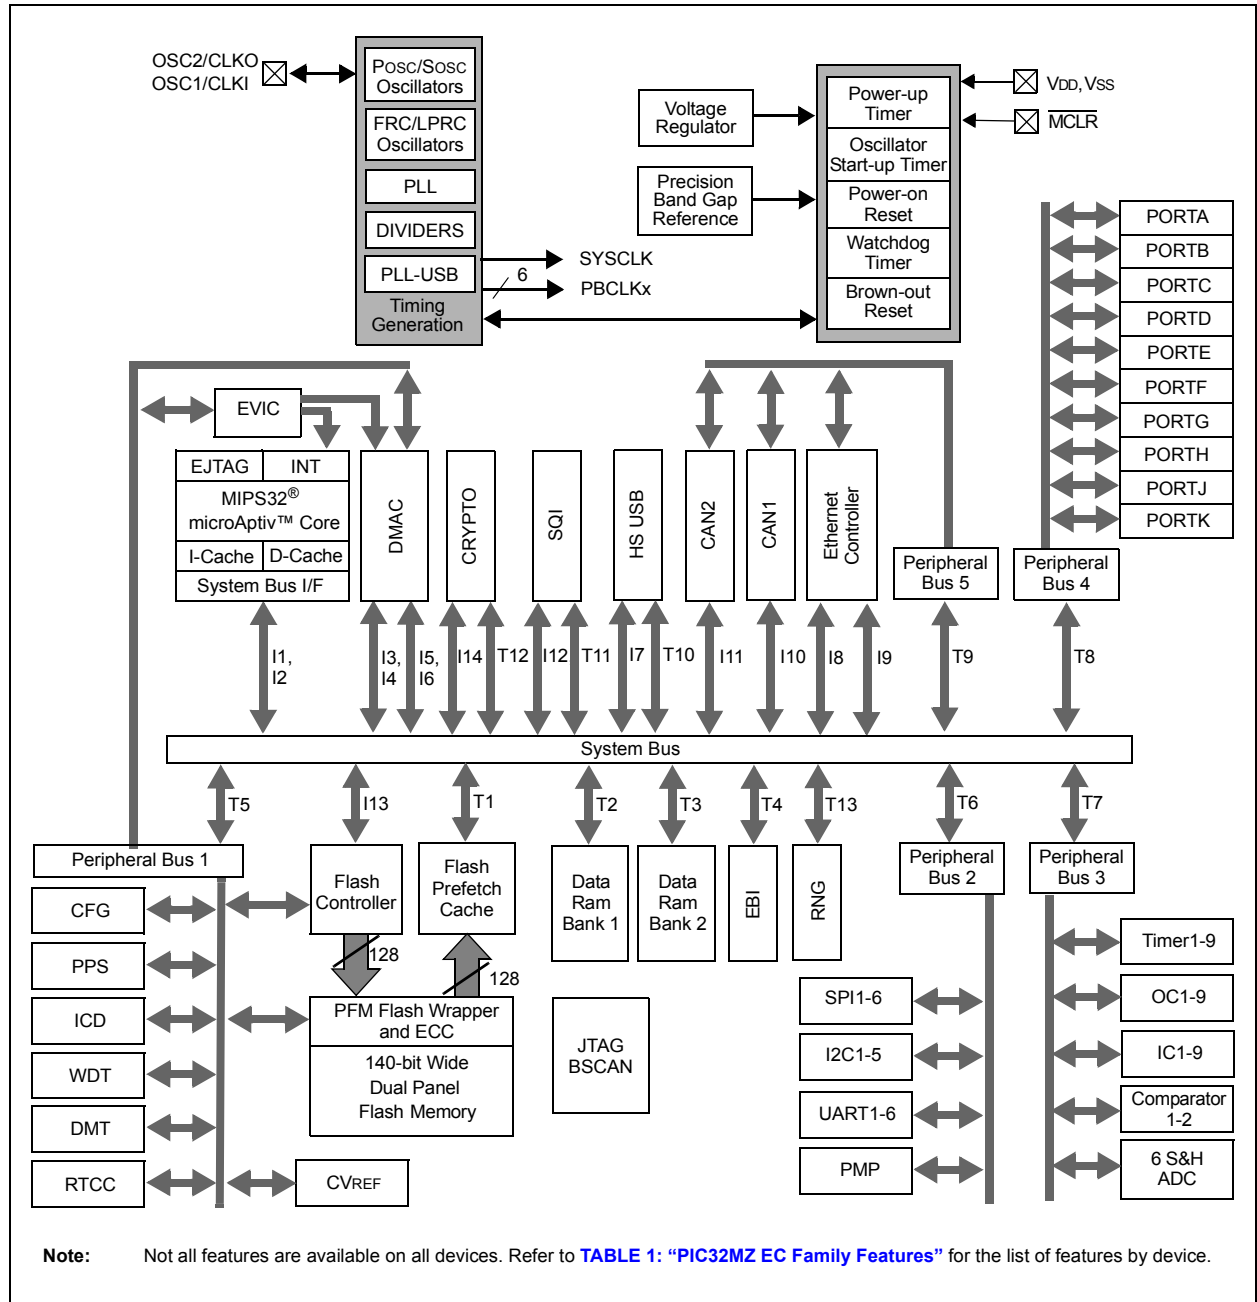 OSC2/CLKO
OSC1/CLKI
POSC/SOSC
Oscillators
FRC/LPRC
Oscillators
PLL
DIVIDERS
PLL-USB
Timing
Generation
6
SYSCLK
PBCLKx
Voltage
Regulator
Precision
Band Gap
Reference
Power-up
Timer
Oscillator
Start-up Timer
Power-on
Reset
Watchdog
Timer
Brown-out
Reset
VDD, VSS
MCLR
PORTA
PORTB
PORTC
PORTD
PORTE
PORTF
PORTG
PORTH
PORTJ
PORTK
EVIC
EJTAG
INT
MIPS32®
microAptiv™ Core
I-Cache
D-Cache
System Bus I/F
DMAC
CRYPTO
SQI
HS USB
CAN2
CAN1
Ethernet
Controller
Peripheral
Bus 5
Peripheral
Bus 4
I1,
I2
I3,
I4
I5,
I6
I14
T12
I12
T11
I7
T10
I11
I10
I8
I9
T9
T8
System Bus
T5
I13
T1
T2
T3
T4
T13
T6
T7
Peripheral Bus 1
Flash
Controller
Flash
Prefetch
Cache
Data
Ram
Bank 1
Data
Ram
Bank 2
EBI
RNG
Peripheral
Bus 2
Peripheral
Bus 3
CFG
PPS
ICD
WDT
DMT
RTCC
128
128
PFM Flash Wrapper
and ECC
140-bit Wide
Dual Panel
Flash Memory
CVREF
JTAG
BSCAN
SPI1-6
I2C1-5
UART1-6
PMP
Timer1-9
OC1-9
IC1-9
Comparator
1-2
6 S&H
ADC
Note: Not all features are available on all devices. Refer to TABLE 1: “PIC32MZ EC Family Features” for the list of features by device.